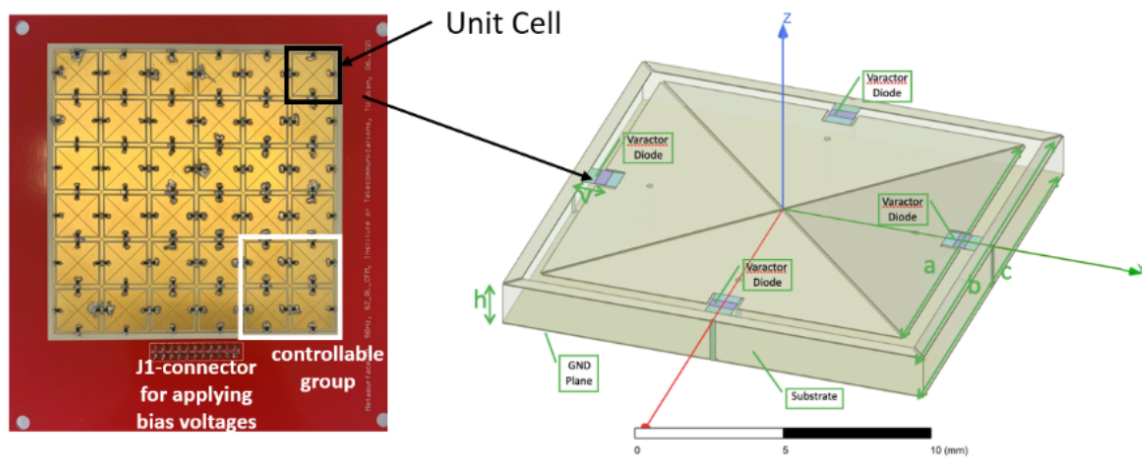 Unit Cell
J1-connector
for applying
bias voltages
controllable
group
z
Varactor
Diode
Varactor
Diode
Varactor
Diode
Varactor
Diode
v
a
b
c
h
GND
Plane
Substrate
0
5
10 (mm)